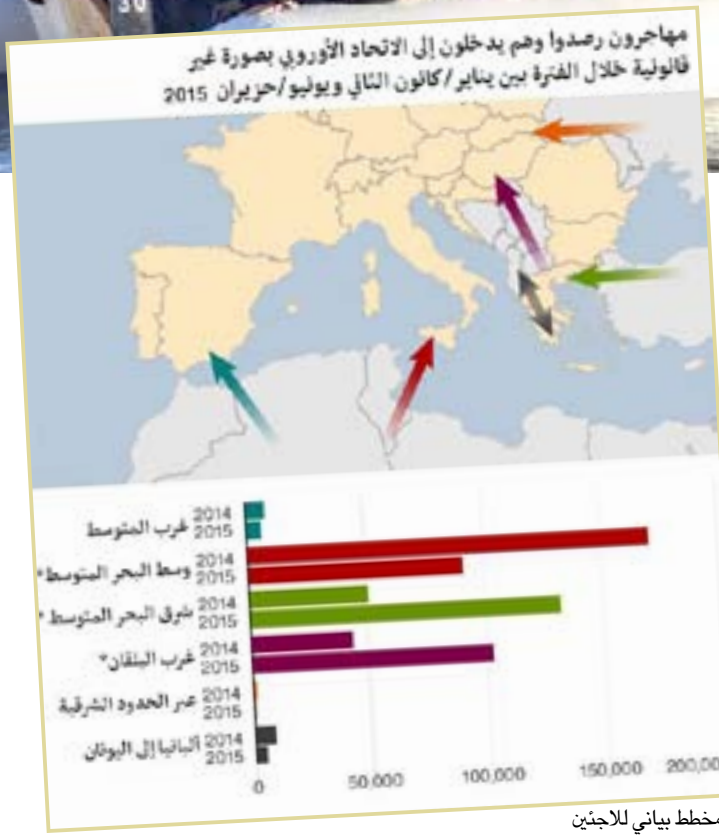 30
مهاجرون رصدوا وهم يدخلون إلى الاتحاد الأوروبي بصورة غير
قانونية خلال الفترة بين يناير/كانون الثاني ويونيو/حزيران 2015
2014
غرب المتوسط
2015
2014
وسط البحر المتوسط*
2015
2014
شرق البحر المتوسط *
2015
2014
غرب البلقان*
2015
2014
عبر الحدود الشرقية
2015
2014
ألبانيا إلى اليونان
2015
0 50,000 100,000 150,000 200,00
مخطط بياني للاجئين